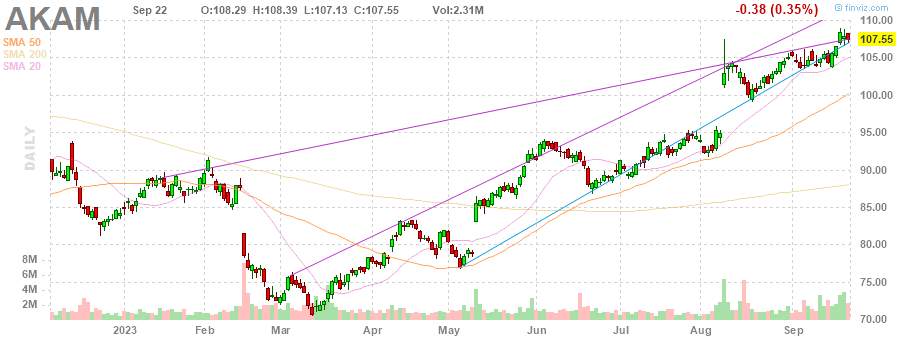 AKAM Sep 22 O:108.29 H:108.39 L:107.13 C:107.55 Vol:2.31M -0.38 (0.35%) © finviz.com
SMA 50
SMA 200
SMA 20
DAILY
110.00
107.55
105.00
100.00
95.00
90.00
85.00
80.00
75.00
70.00
8M
6M
4M
2M
2023 Feb Mar Apr May Jun Jul Aug Sep